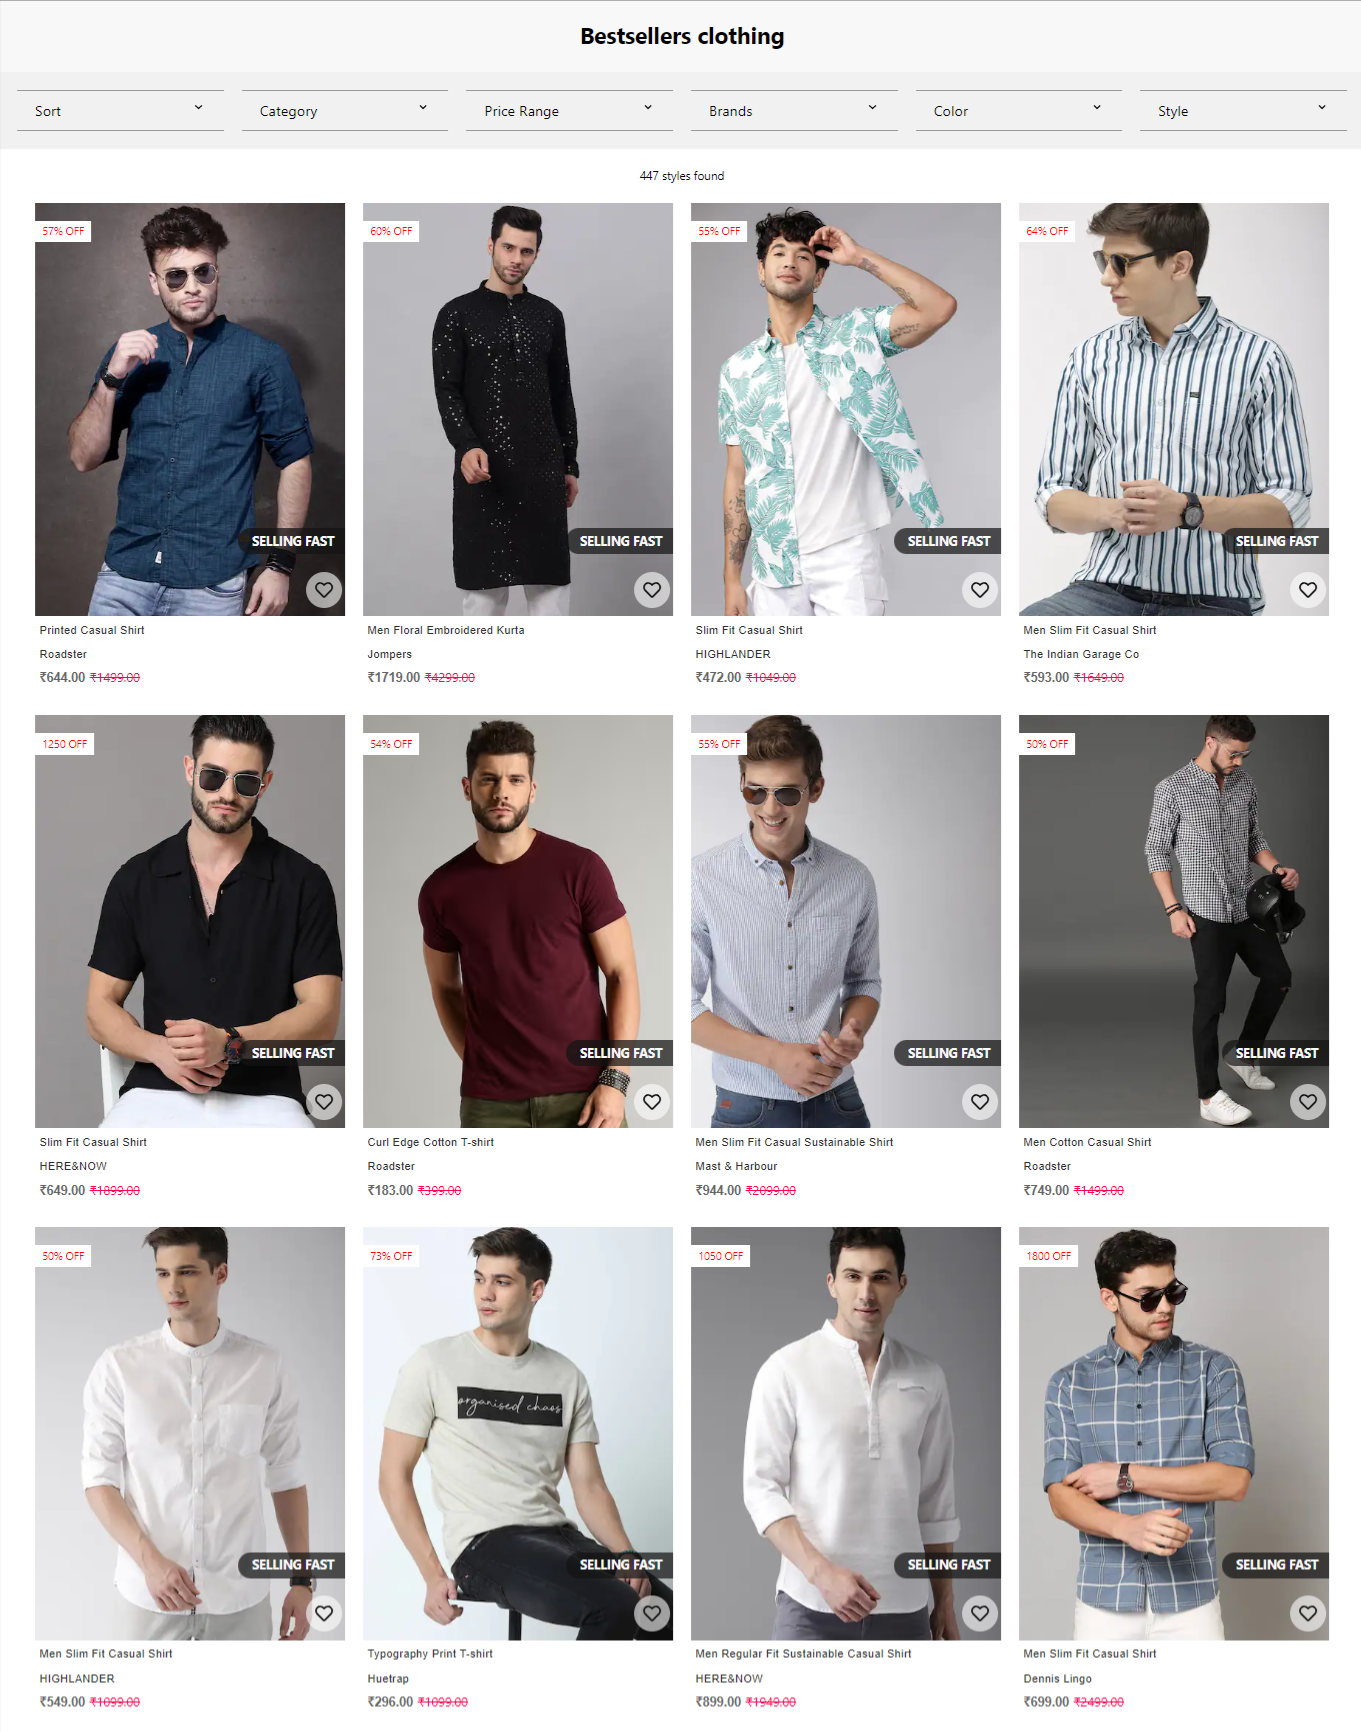 Bestsellers clothing
Sort Category Price Range Brands Color Style
447 styles found
57% OFF 60% OFF 55% OFF 64% OFF
SELLING FAST SELLING FAST SELLING FAST SELLING FAST
Printed Casual Shirt Men Floral Embroidered Kurta Slim Fit Casual Shirt Men Slim Fit Casual Shirt
Roadster Jompers HIGHLANDER The Indian Garage Co
₹644.00 ₹1499.00 ₹1719.00 ₹4299.00 ₹472.00 ₹1049.00 ₹593.00 ₹1649.00
1250 OFF 54% OFF 55% OFF 50% OFF
SELLING FAST SELLING FAST SELLING FAST SELLING FAST
Slim Fit Casual Shirt Curl Edge Cotton T-shirt Men Slim Fit Casual Sustainable Shirt Men Cotton Casual Shirt
HERE&NOW Roadster Mast & Harbour Roadster
₹649.00 ₹1899.00 ₹183.00 ₹399.00 ₹944.00 ₹2099.00 ₹749.00 ₹1499.00
50% OFF 73% OFF 1050 OFF 1800 OFF
organised chaos
SELLING FAST SELLING FAST SELLING FAST SELLING FAST
Men Slim Fit Casual Shirt Typography Print T-shirt Men Regular Fit Sustainable Casual Shirt Men Slim Fit Casual Shirt
HIGHLANDER Huetrap HERE&NOW Dennis Lingo
₹549.00 ₹1099.00 ₹296.00 ₹1099.00 ₹899.00 ₹1949.00 ₹699.00 ₹2499.00